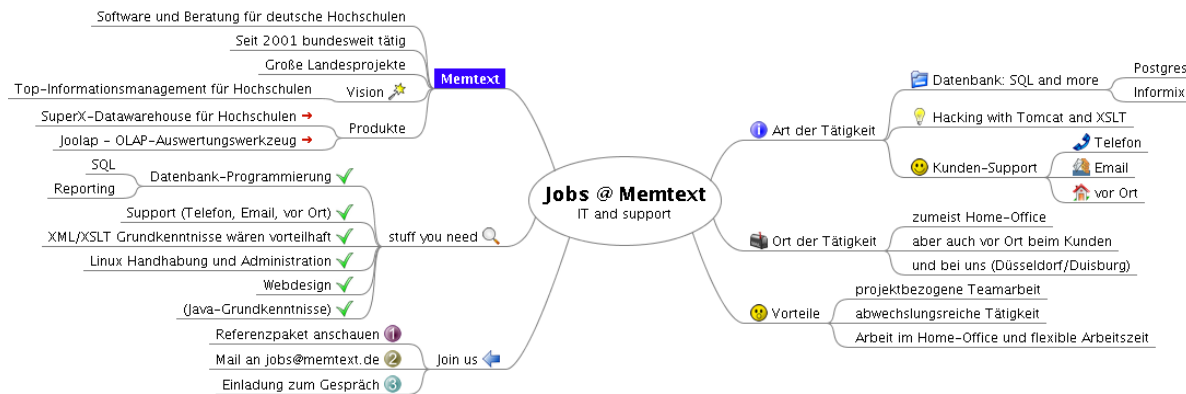 Jobs @ Memtext
IT and support
Memtext
Software und Beratung für deutsche Hochschulen
Seit 2001 bundesweit tätig
Große Landesprojekte
Vision
Top-Informationsmanagement für Hochschulen
Produkte
SuperX-Datawarehouse für Hochschulen
Joolap - OLAP-Auswertungswerkzeug
stuff you need
Datenbank-Programmierung
SQL
Reporting
Support (Telefon, Email, vor Ort)
XML/XSLT Grundkenntnisse wären vorteilhaft
Linux Handhabung und Administration
Webdesign
(Java-Grundkenntnisse)
Join us
Referenzpaket anschauen 1
Mail an jobs@memtext.de 2
Einladung zum Gespräch 3
Art der Tätigkeit
Datenbank: SQL and more
Postgres
Informix
Hacking with Tomcat and XSLT
Kunden-Support
Telefon
Email
vor Ort
Ort der Tätigkeit
zumeist Home-Office
aber auch vor Ort beim Kunden
und bei uns (Düsseldorf/Duisburg)
Vorteile
projektbezogene Teamarbeit
abwechslungsreiche Tätigkeit
Arbeit im Home-Office und flexible Arbeitszeit